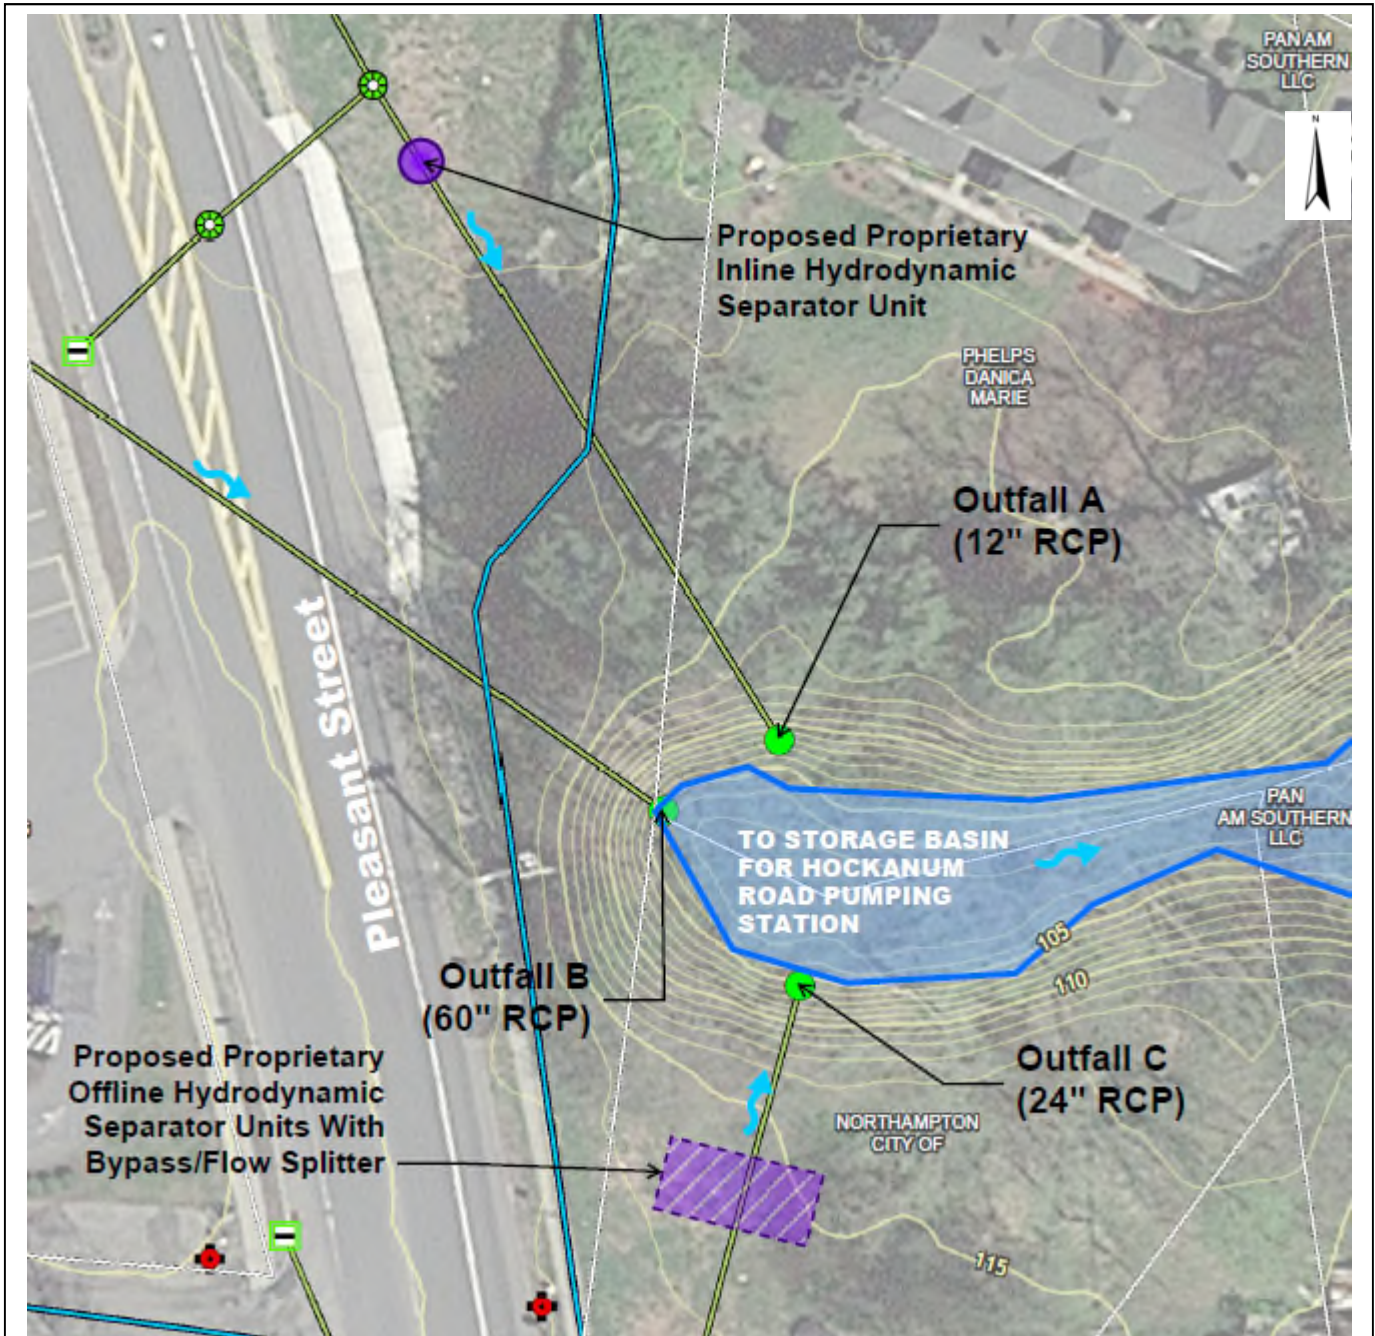 PAN AM
SOUTHERN
LLC
N
Proposed Proprietary
Inline Hydrodynamic
Separator Unit
PHELPS
DANICA
MARIE
Outfall A
(12" RCP)
Pleasant Street
PAN
AM SOUTHERN
LLC
TO STORAGE BASIN
FOR HOCKANUM
ROAD PUMPING
STATION
105
110
Outfall B
(60" RCP)
Proposed Proprietary
Offline Hydrodynamic
Separator Units With
Bypass/Flow Splitter
Outfall C
(24" RCP)
NORTHAMPTON
CITY OF
115